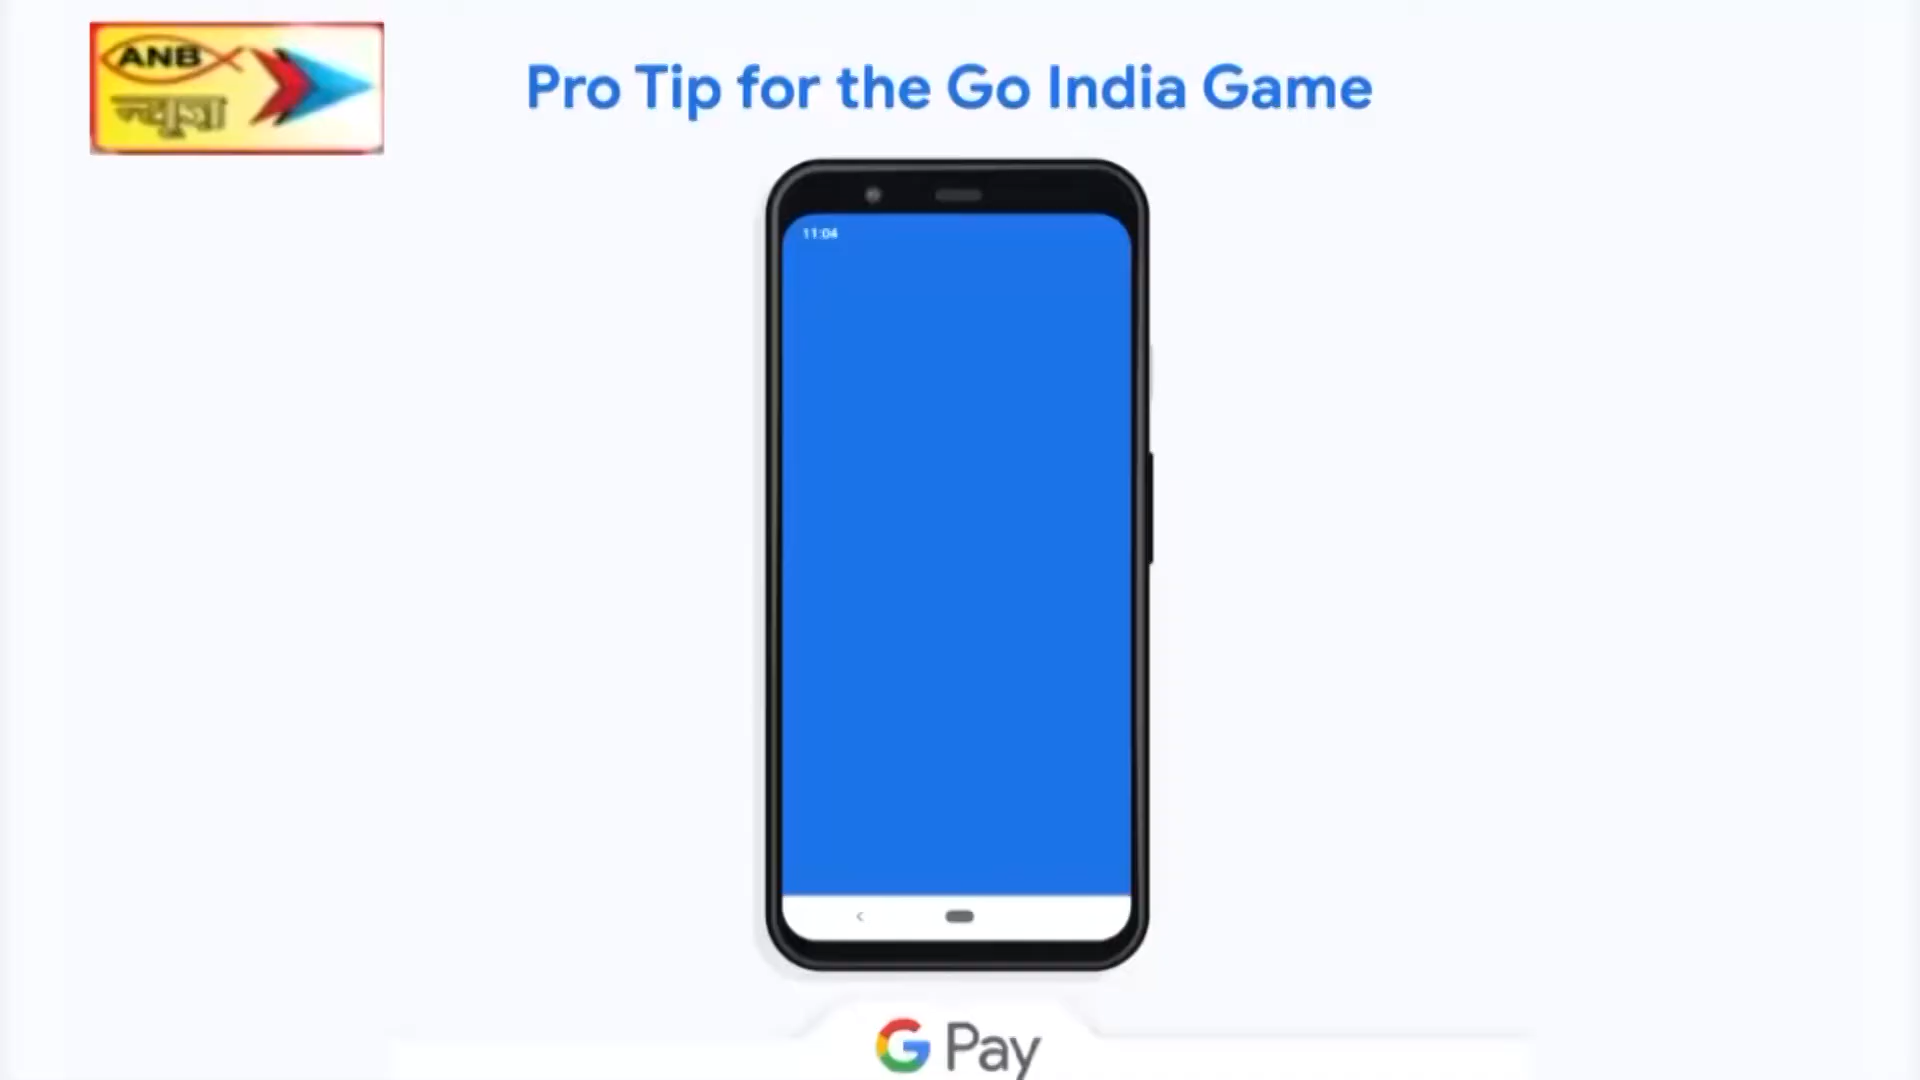 ANB
न्यूज़
Pro Tip for the Go India Game
11:04
G Pay